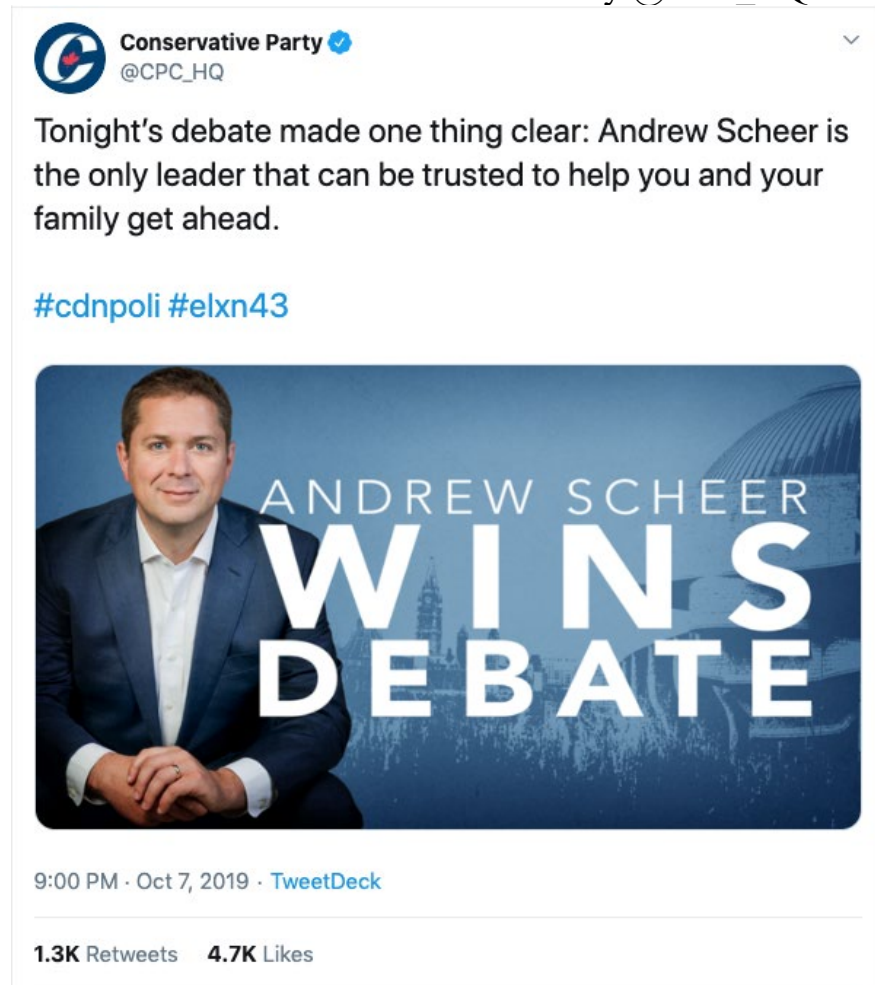 Conservative Party
@CPC_HQ
Tonight's debate made one thing clear: Andrew Scheer is
the only leader that can be trusted to help you and your
family get ahead.
#cdnpoli #elxn43
ANDREW SCHEER
WINS
DEBATE
9:00 PM · Oct 7, 2019 · TweetDeck
1.3K Retweets 4.7K Likes